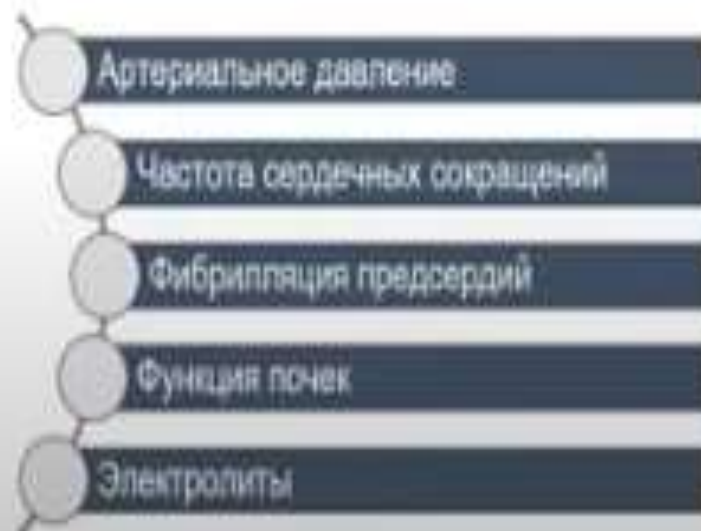 Артериальное давление
Частота сердечных сокращений
Фибрилляция предсердий
Функция почек
Электролиты